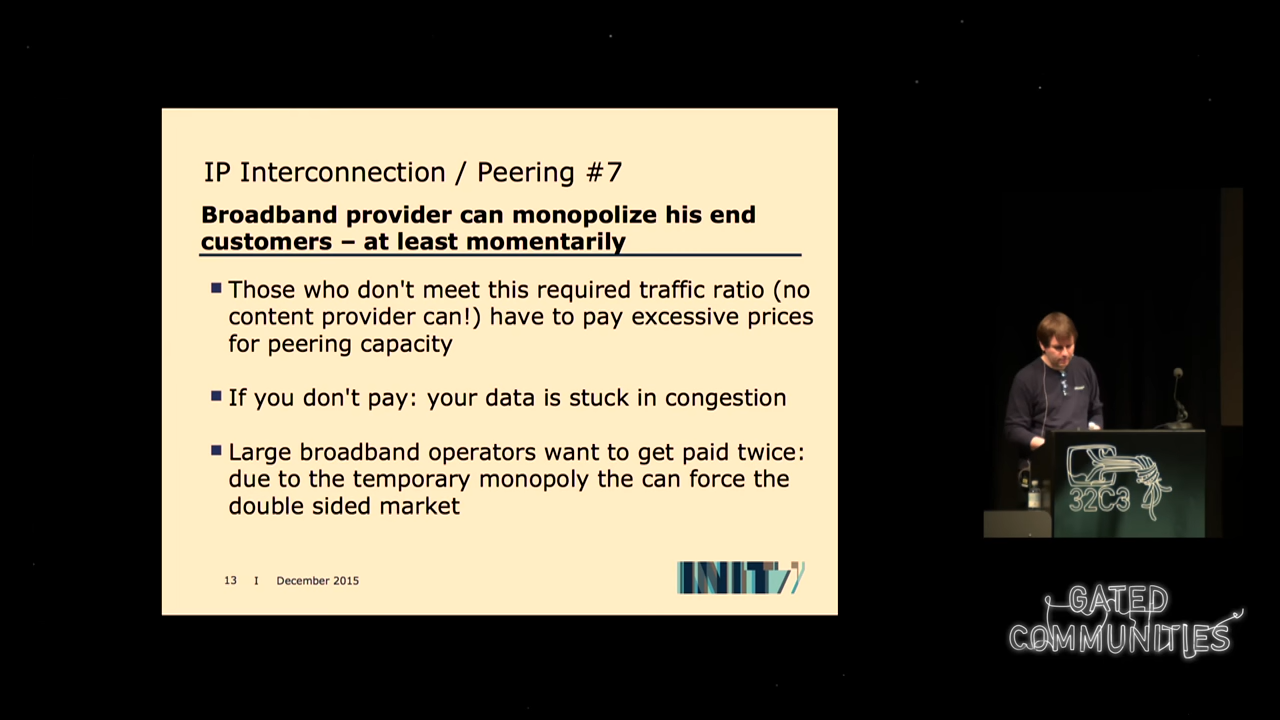 IP Interconnection / Peering #7
Broadband provider can monopolize his end
customers – at least momentarily
Those who don't meet this required traffic ratio (no
content provider can!) have to pay excessive prices
for peering capacity
If you don't pay: your data is stuck in congestion
Large broadband operators want to get paid twice:
due to the temporary monopoly the can force the
double sided market
13 I December 2015
INIT7
32C3
GATED
COMMUNITIES